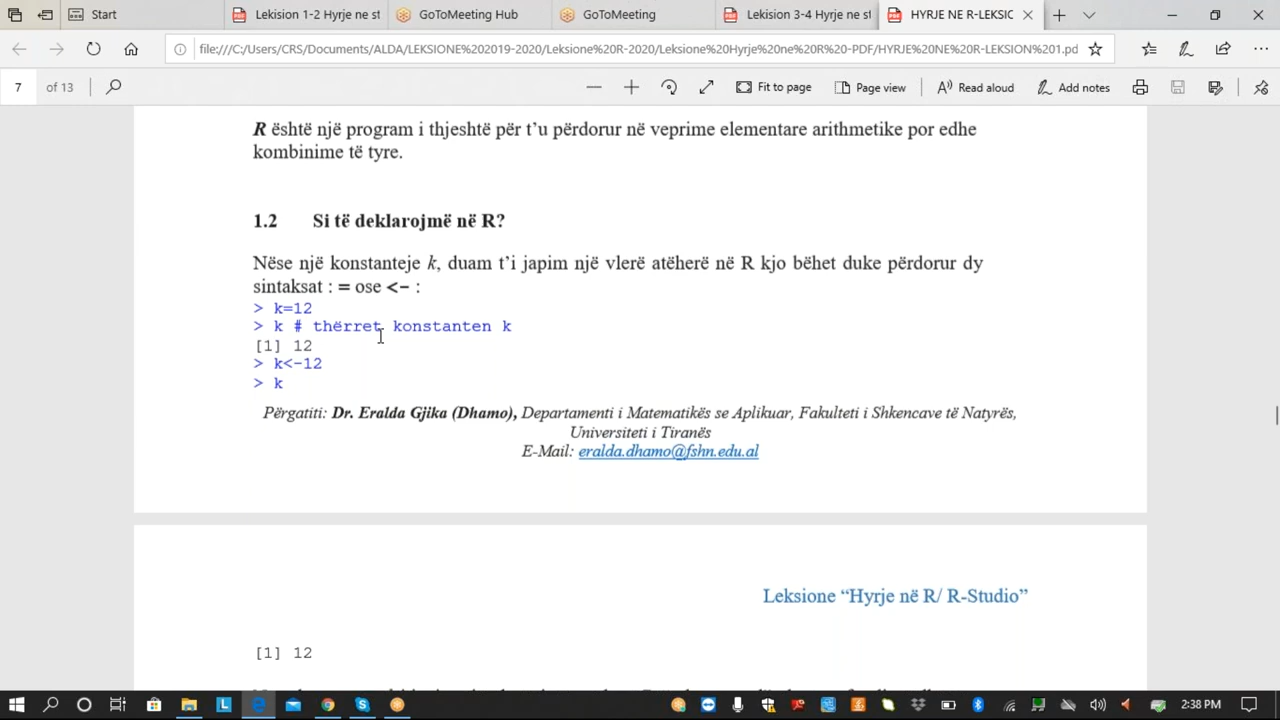 Lekision 1-2 Hyrje ne st
GoToMeeting Hub
GoToMeeting
Lekision 3-4 Hyrje ne st
HYRJE NE R-LEKSIC
Start
file:///C:/Users/CRS/Documents/ALDA/LEKSIONE%202019-2020/Leksione%20R-2020/Leksione%20Hyrje%20ne%20R%20-PDF/HYRJE%20NE%20R-LEKSION%201.pd
7 of 13
Fit to page
Page view
Read aloud
Add notes
R është një program i thjeshtë për t’u përdorur në veprime elementare arithmetike por edhe
kombinime të tyre.
1.2 Si të deklarojmë në R?
Nëse një konstanteje k, duam t’i japim një vlerë atëherë në R kjo bëhet duke përdorur dy
sintaksat : = ose <− :
> k=12
> k # thërret konstanten k
[1] 12
> k<-12
> k
Përgatiti: Dr. Eralda Gjika (Dhamo), Departamenti i Matematikës se Aplikuar, Fakulteti i Shkencave të Natyrës,
Universiteti i Tiranës
E-Mail: eralda.dhamo@fshn.edu.al
Leksione “Hyrje në R/ R-Studio”
[1] 12
2:38 PM